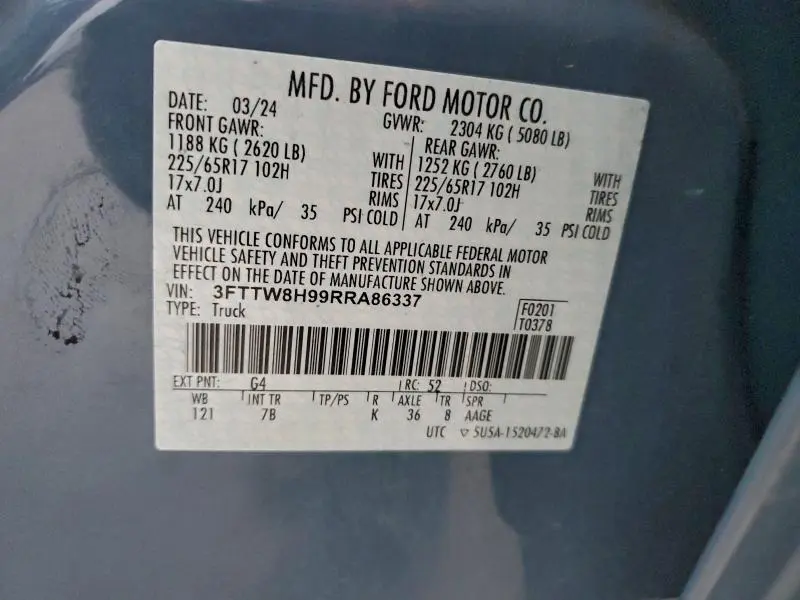 MFD. BY FORD MOTOR CO.
DATE: 03/24 GVWR: 2304 KG ( 5080 LB)
FRONT GAWR: REAR GAWR:
1188 KG ( 2620 LB) WITH 1252 KG ( 2760 LB) WITH
225/65R17 102H TIRES 225/65R17 102H TIRES
17x7.0J RIMS 17x7.0J RIMS
AT 240 kPa/ 35 PSI COLD AT 240 kPa/ 35 PSI COLD
THIS VEHICLE CONFORMS TO ALL APPLICABLE FEDERAL MOTOR
VEHICLE SAFETY AND THEFT PREVENTION STANDARDS IN
EFFECT ON THE DATE OF MANUFACTURE SHOWN ABOVE.
VIN: 3FTTW8H99RRA86337 F0201
TYPE: Truck T0378
EXT PNT: G4 RC: 52 DSO:
WB INT TR TP/PS R AXLE TR SPR
121 7B K 36 8 AAGE
UTC ▽ 5U5A-1520472-BA